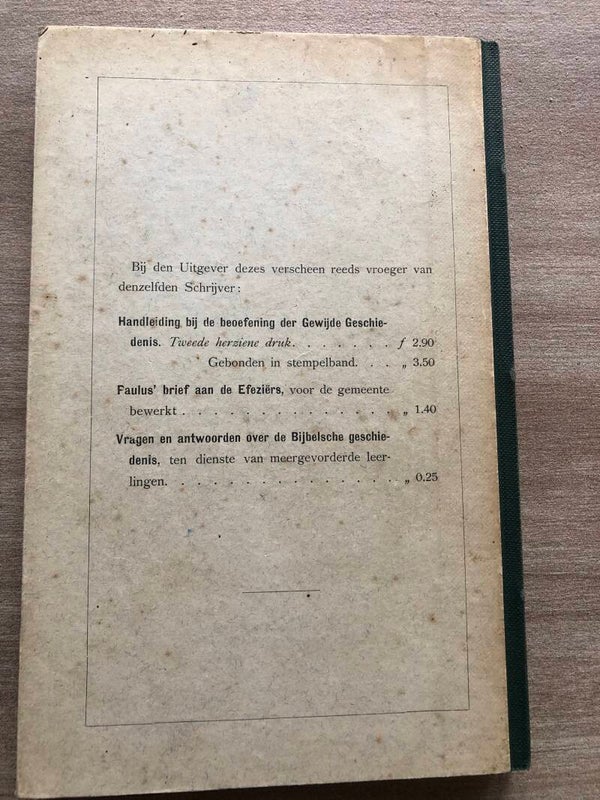 Bij den Uitgever dezes verscheen reeds vroeger van
denzelfden Schrijver:
Handleiding bij de beoefening der Gewijde Geschie-
denis. Tweede herziene druk. . . . . . . ƒ 2.90
Gebonden in stempelband. . . „ 3.50
Faulus' brief aan de Efeziërs, voor de gemeente
bewerkt . . . . . . . . . . . . . . „ 1.40
Vragen en antwoorden over de Bijbelsche geschie-
denis, ten dienste van meergevorderde leer-
lingen. . . . . . . . . . . . . . . . „ 0.25